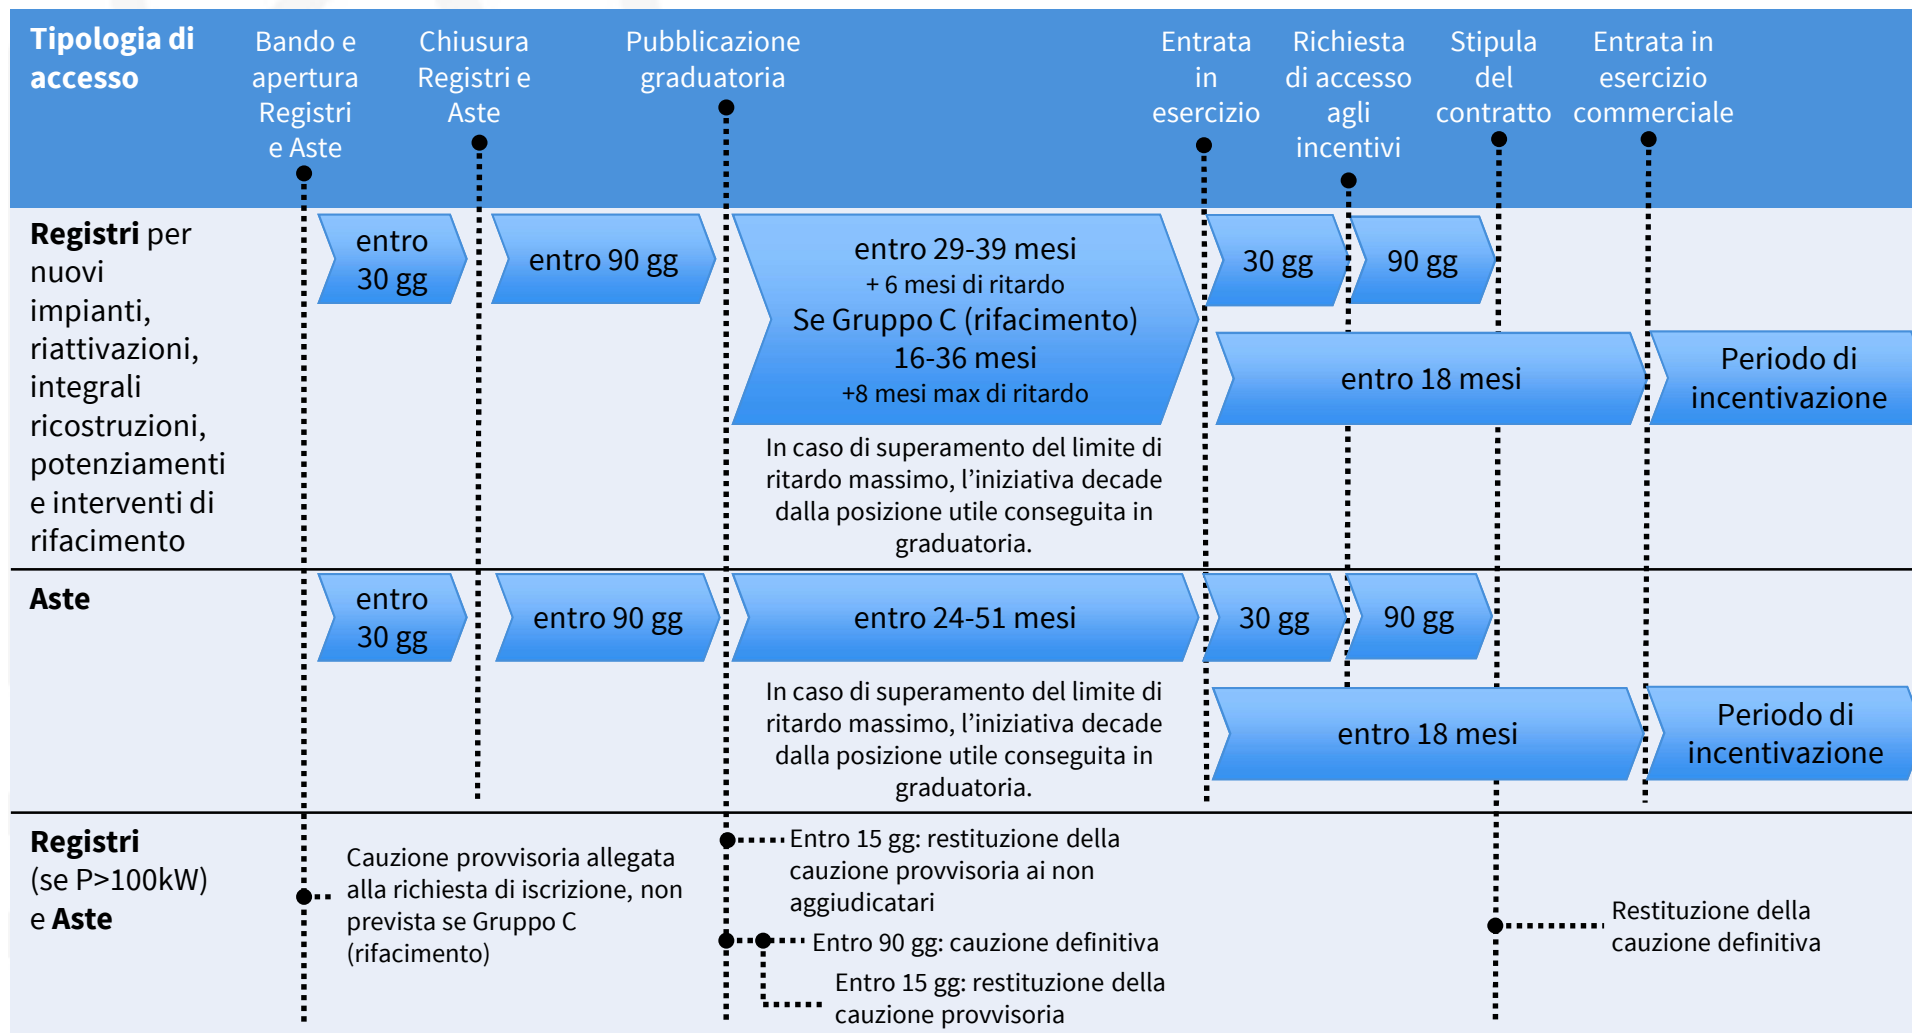 Tipologia di
accesso
Bando e
apertura
Registri
e Aste
Chiusura
Registri e
Aste
Pubblicazione
graduatoria
Entrata
in
esercizio
Richiesta
di accesso
agli
incentivi
Stipula
del
contratto
Entrata in
esercizio
commerciale
Registri per
nuovi
impianti,
riattivazioni,
integrali
ricostruzioni,
potenziamenti
e interventi di
rifacimento
entro
30 gg
entro 90 gg
entro 29-39 mesi
+ 6 mesi di ritardo
Se Gruppo C (rifacimento)
16-36 mesi
+8 mesi max di ritardo
30 gg
90 gg
entro 18 mesi
Periodo di
incentivazione
In caso di superamento del limite di
ritardo massimo, l’iniziativa decade
dalla posizione utile conseguita in
graduatoria.
Aste
entro
30 gg
entro 90 gg
entro 24-51 mesi
30 gg
90 gg
In caso di superamento del limite di
ritardo massimo, l’iniziativa decade
dalla posizione utile conseguita in
graduatoria.
entro 18 mesi
Periodo di
incentivazione
Registri
(se P>100kW)
e Aste
Cauzione provvisoria allegata
alla richiesta di iscrizione, non
prevista se Gruppo C
(rifacimento)
Entro 15 gg: restituzione della
cauzione provvisoria ai non
aggiudicatari
Entro 90 gg: cauzione definitiva
Entro 15 gg: restituzione della
cauzione provvisoria
Restituzione della
cauzione definitiva